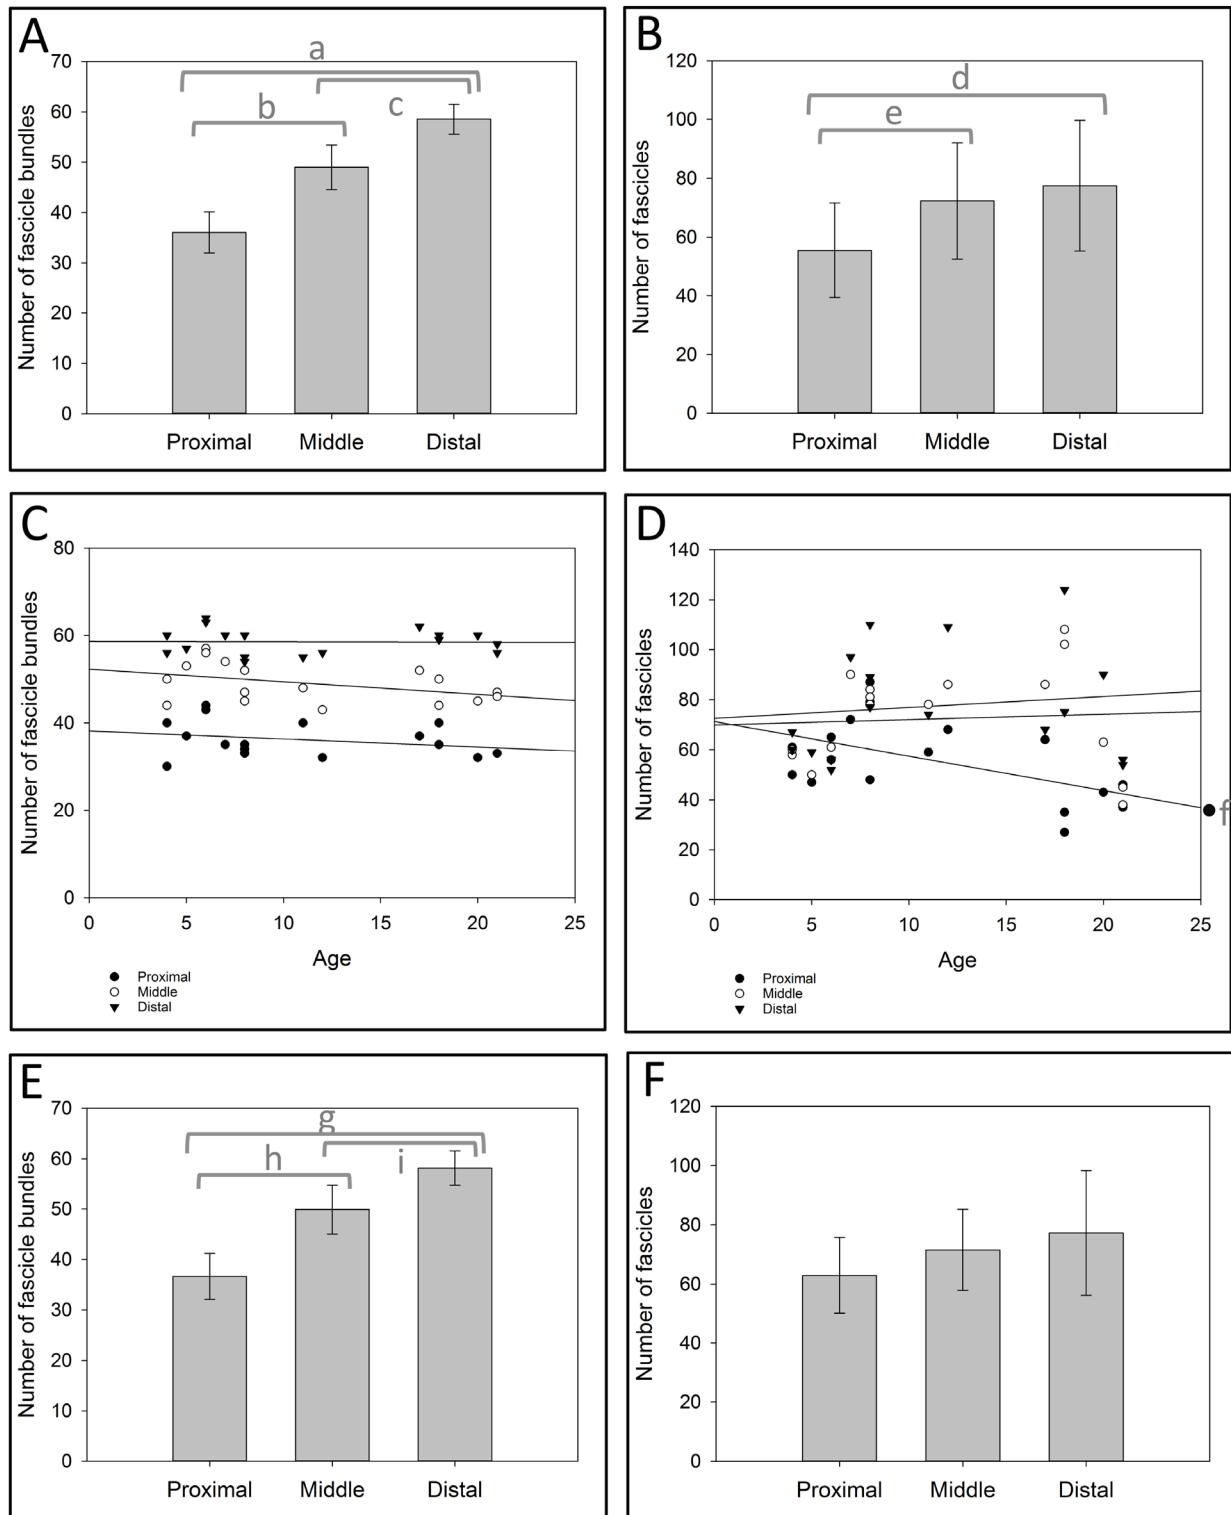 A
70
60
50
40
30
20
10
0
Number of fascicle bundles
a
b
c
Proximal Middle Distal
B
120
100
80
60
40
20
0
Number of fascicles
d
e
Proximal Middle Distal
C
80
60
40
20
0
Number of fascicle bundles
0 5 10 15 20 25
Age
Proximal
Middle
Distal
D
140
120
100
80
60
40
20
0
Number of fascicles
f
0 5 10 15 20 25
Age
Proximal
Middle
Distal
E
70
60
50
40
30
20
10
0
Number of fascicle bundles
g
h
i
Proximal Middle Distal
F
120
100
80
60
40
20
0
Number of fascicles
Proximal Middle Distal